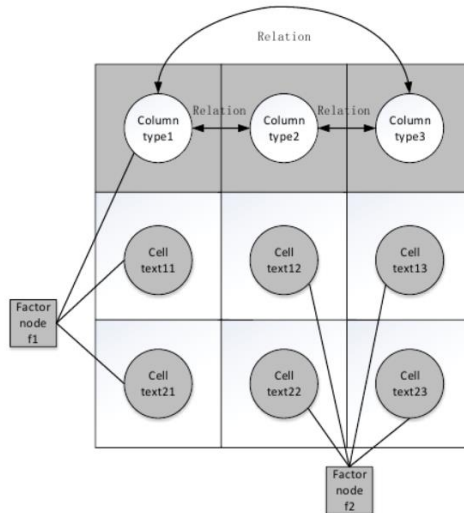 Relation
Relation
Relation
Column
type1
Column
type2
Column
type3
Cell
text11
Cell
text12
Cell
text13
Factor
node
f1
Cell
text21
Cell
text22
Cell
text23
Factor
node
f2